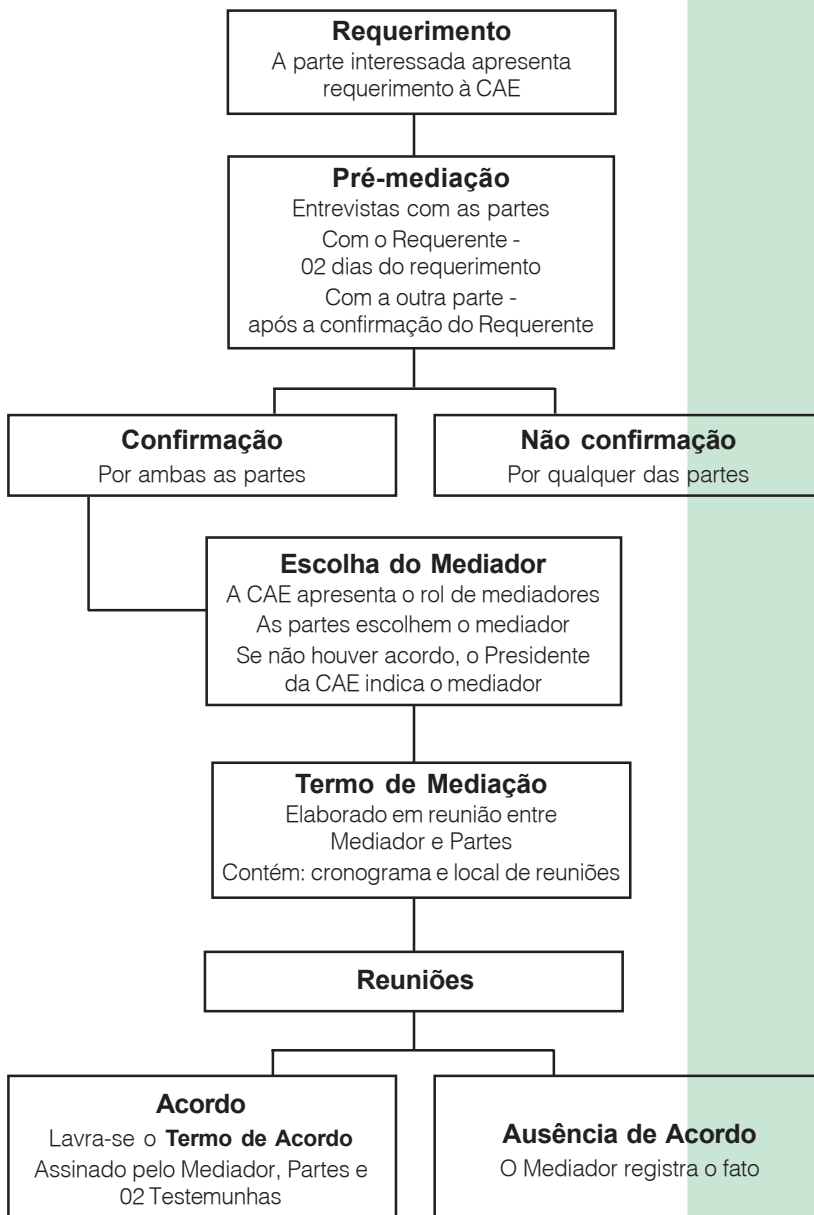 Requerimento
A parte interessada apresenta
requerimento à CAE
Pré-mediação
Entrevistas com as partes
Com o Requerente -
02 dias do requerimento
Com a outra parte -
após a confirmação do Requerente
Confirmação
Por ambas as partes
Não confirmação
Por qualquer das partes
Escolha do Mediador
A CAE apresenta o rol de mediadores
As partes escolhem o mediador
Se não houver acordo, o Presidente
da CAE indica o mediador
Termo de Mediação
Elaborado em reunião entre
Mediador e Partes
Contém: cronograma e local de reuniões
Reuniões
Acordo
Lavra-se o Termo de Acordo
Assinado pelo Mediador, Partes e
02 Testemunhas
Ausência de Acordo
O Mediador registra o fato